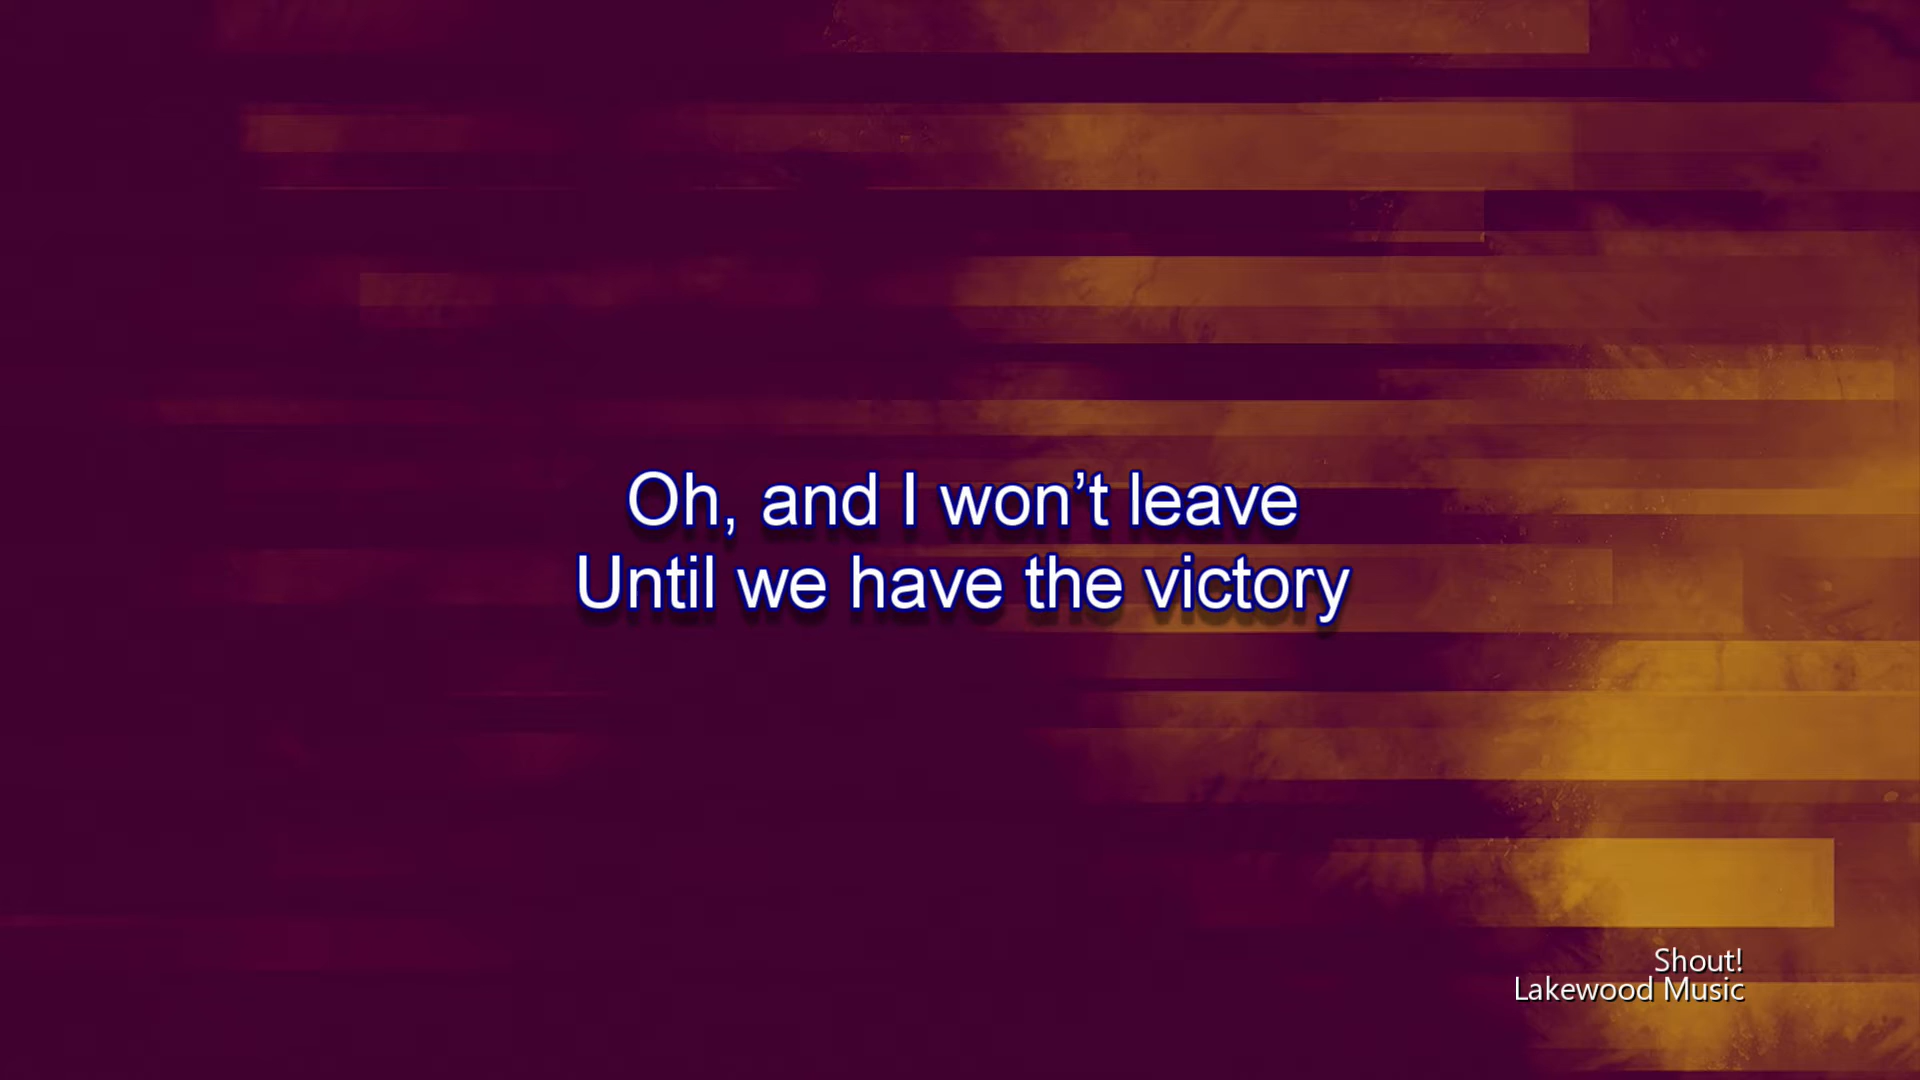 Oh, and I won’t leave
Until we have the victory
Shout!
Lakewood Music